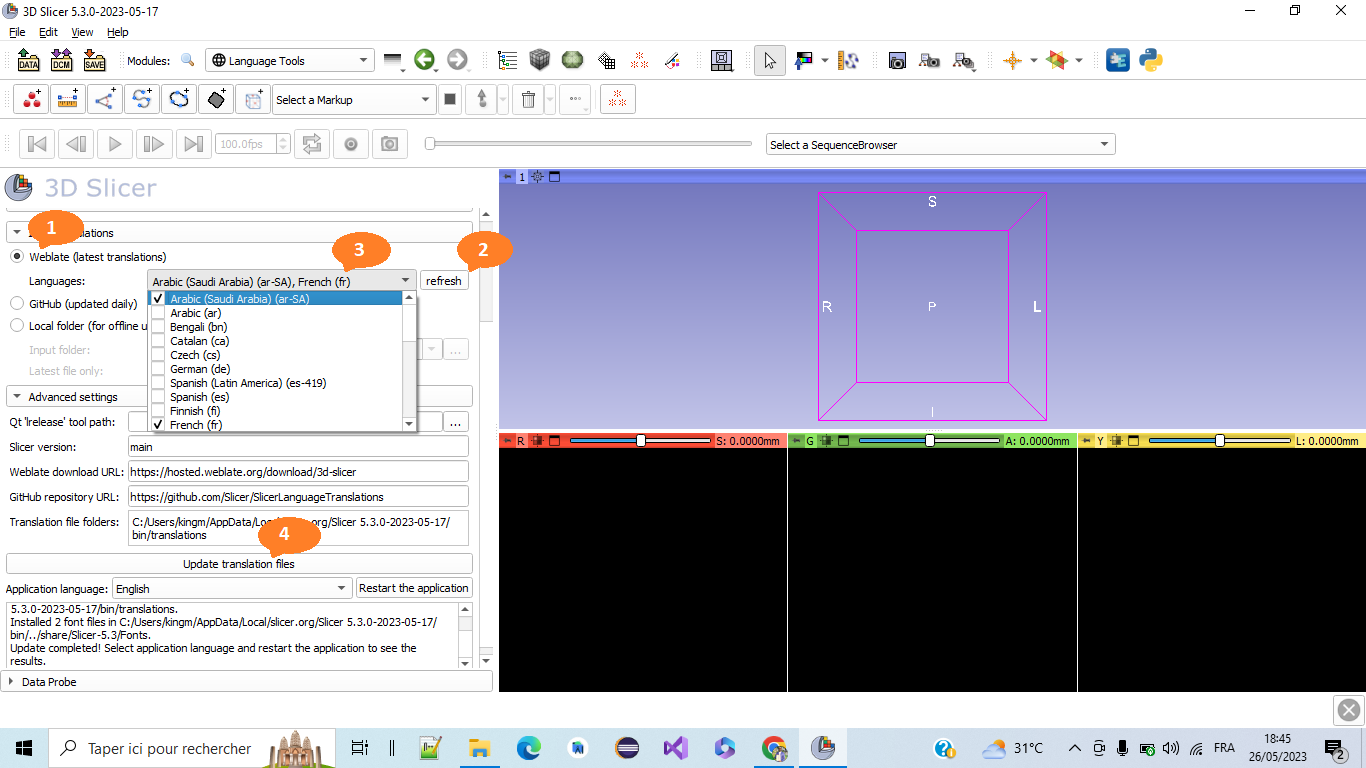 3D Slicer 5.3.0-2023-05-17
File Edit View Help
DATA DCM SAVE Modules: Language Tools
Select a Markup
100.0fps Select a SequenceBrowser
3D Slicer
1
1 lations
Weblate (latest translations) 3 2
Languages: Arabic (Saudi Arabia) (ar-SA), French (fr) refresh
Arabic (Saudi Arabia) (ar-SA)
GitHub (updated daily)
Arabic (ar)
Local folder (for offline u
Bengali (bn)
Catalan (ca)
Input folder: ...
Czech (cs)
Latest file only:
German (de)
Spanish (Latin America) (es-419)
Advanced settings
Spanish (es)
Finnish (fi)
Qt 'lrelease' tool path: ...
French (fr)
Slicer version: main
Weblate download URL: https://hosted.weblate.org/download/3d-slicer
GitHub repository URL: https://github.com/Slicer/SlicerLanguageTranslations
Translation file folders: C:/Users/kingm/AppData/Loc .org/Slicer 5.3.0-2023-05-17/
bin/translations
4
Update translation files
Application language: English Restart the application
5.3.0-2023-05-17/bin/translations.
Installed 2 font files in C:/Users/kingm/AppData/Local/slicer.org/Slicer 5.3.0-2023-05-17/
bin/../share/Slicer-5.3/Fonts.
Update completed! Select application language and restart the application to see the
results.
Data Probe
S
R P L
I
R S: 0.0000mm
G A: 0.0000mm
Y L: 0.0000mm
Taper ici pour rechercher
31°C FRA 18:45
26/05/2023
2